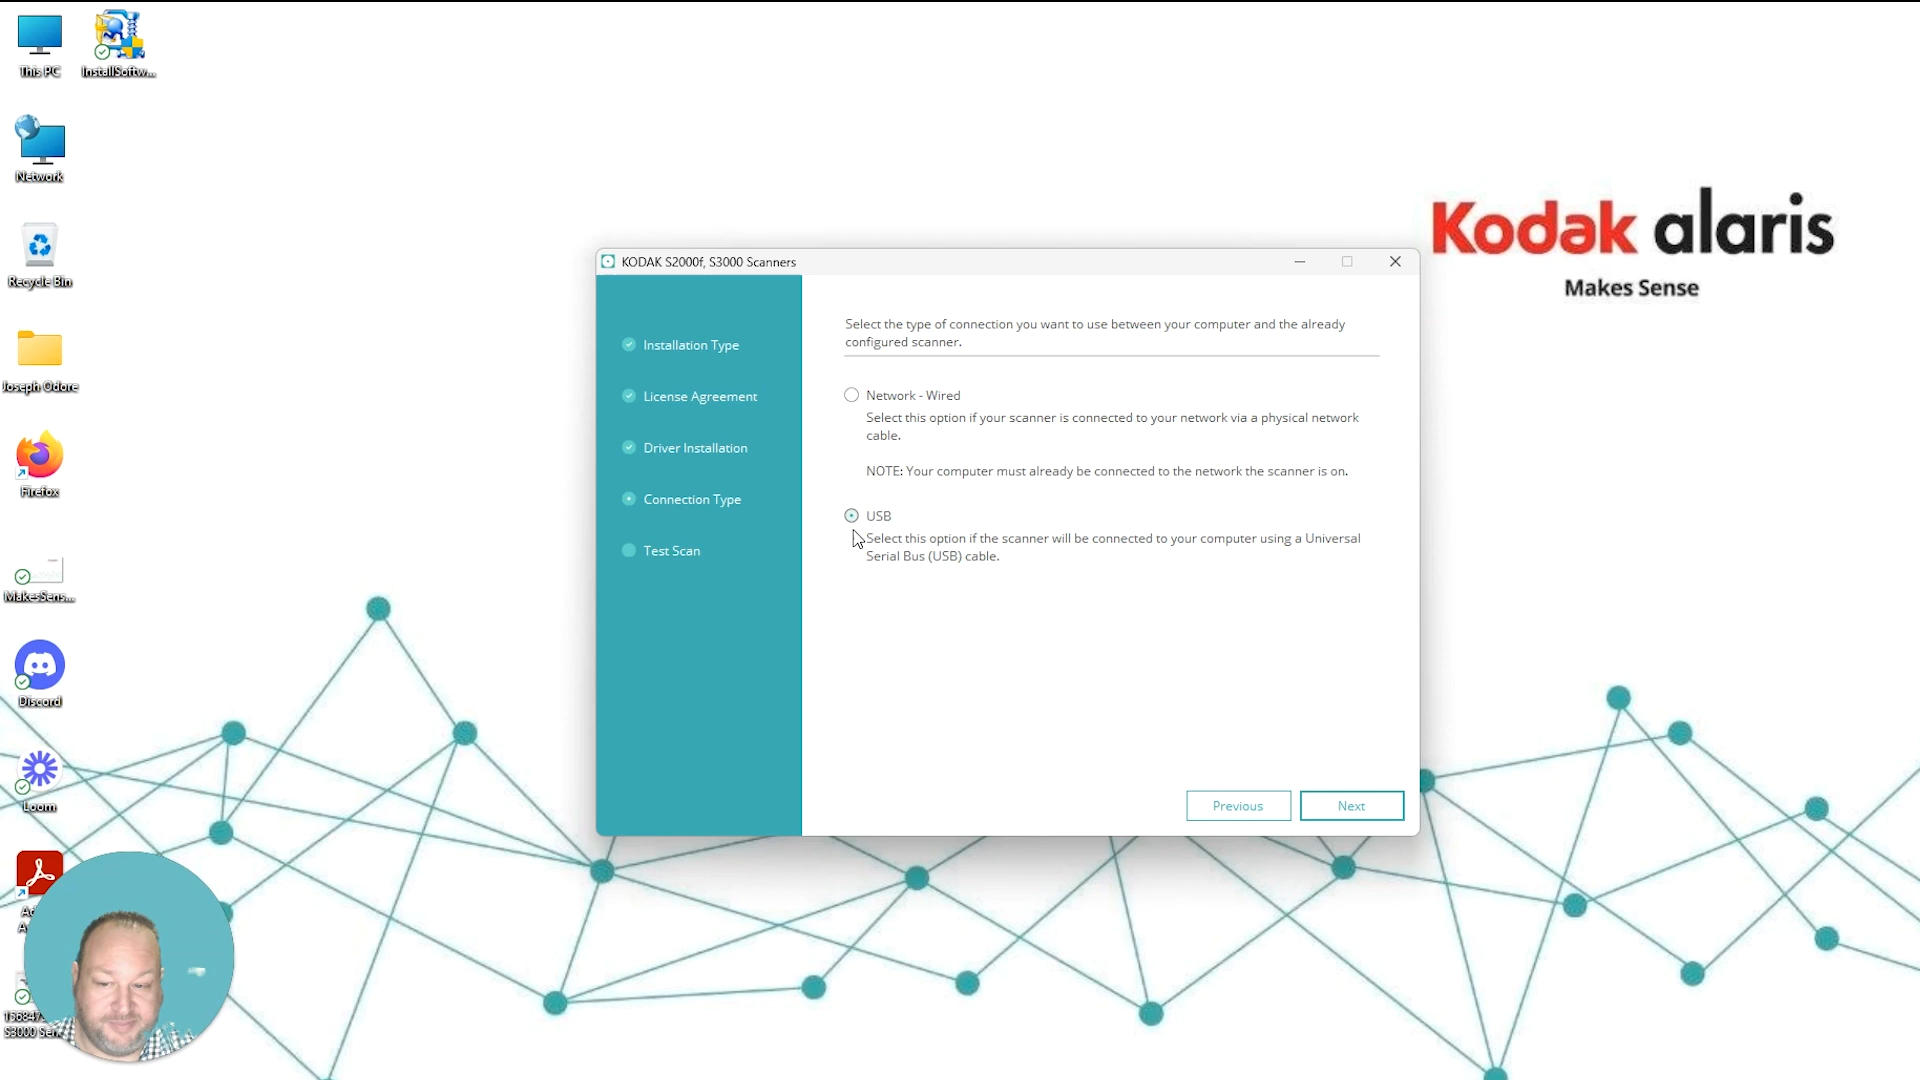 This PC
InstallSoftw...
Network
Recycle Bin
Joseph Odore
Firefox
MakesSens...
Discord
Loom
S3000 Sen
Kodak alaris
Makes Sense
KODAK S2000f, S3000 Scanners
Installation Type
License Agreement
Driver Installation
Connection Type
Test Scan
Select the type of connection you want to use between your computer and the already
configured scanner.
Network - Wired
Select this option if your scanner is connected to your network via a physical network
cable.
NOTE: Your computer must already be connected to the network the scanner is on.
USB
Select this option if the scanner will be connected to your computer using a Universal
Serial Bus (USB) cable.
Previous
Next